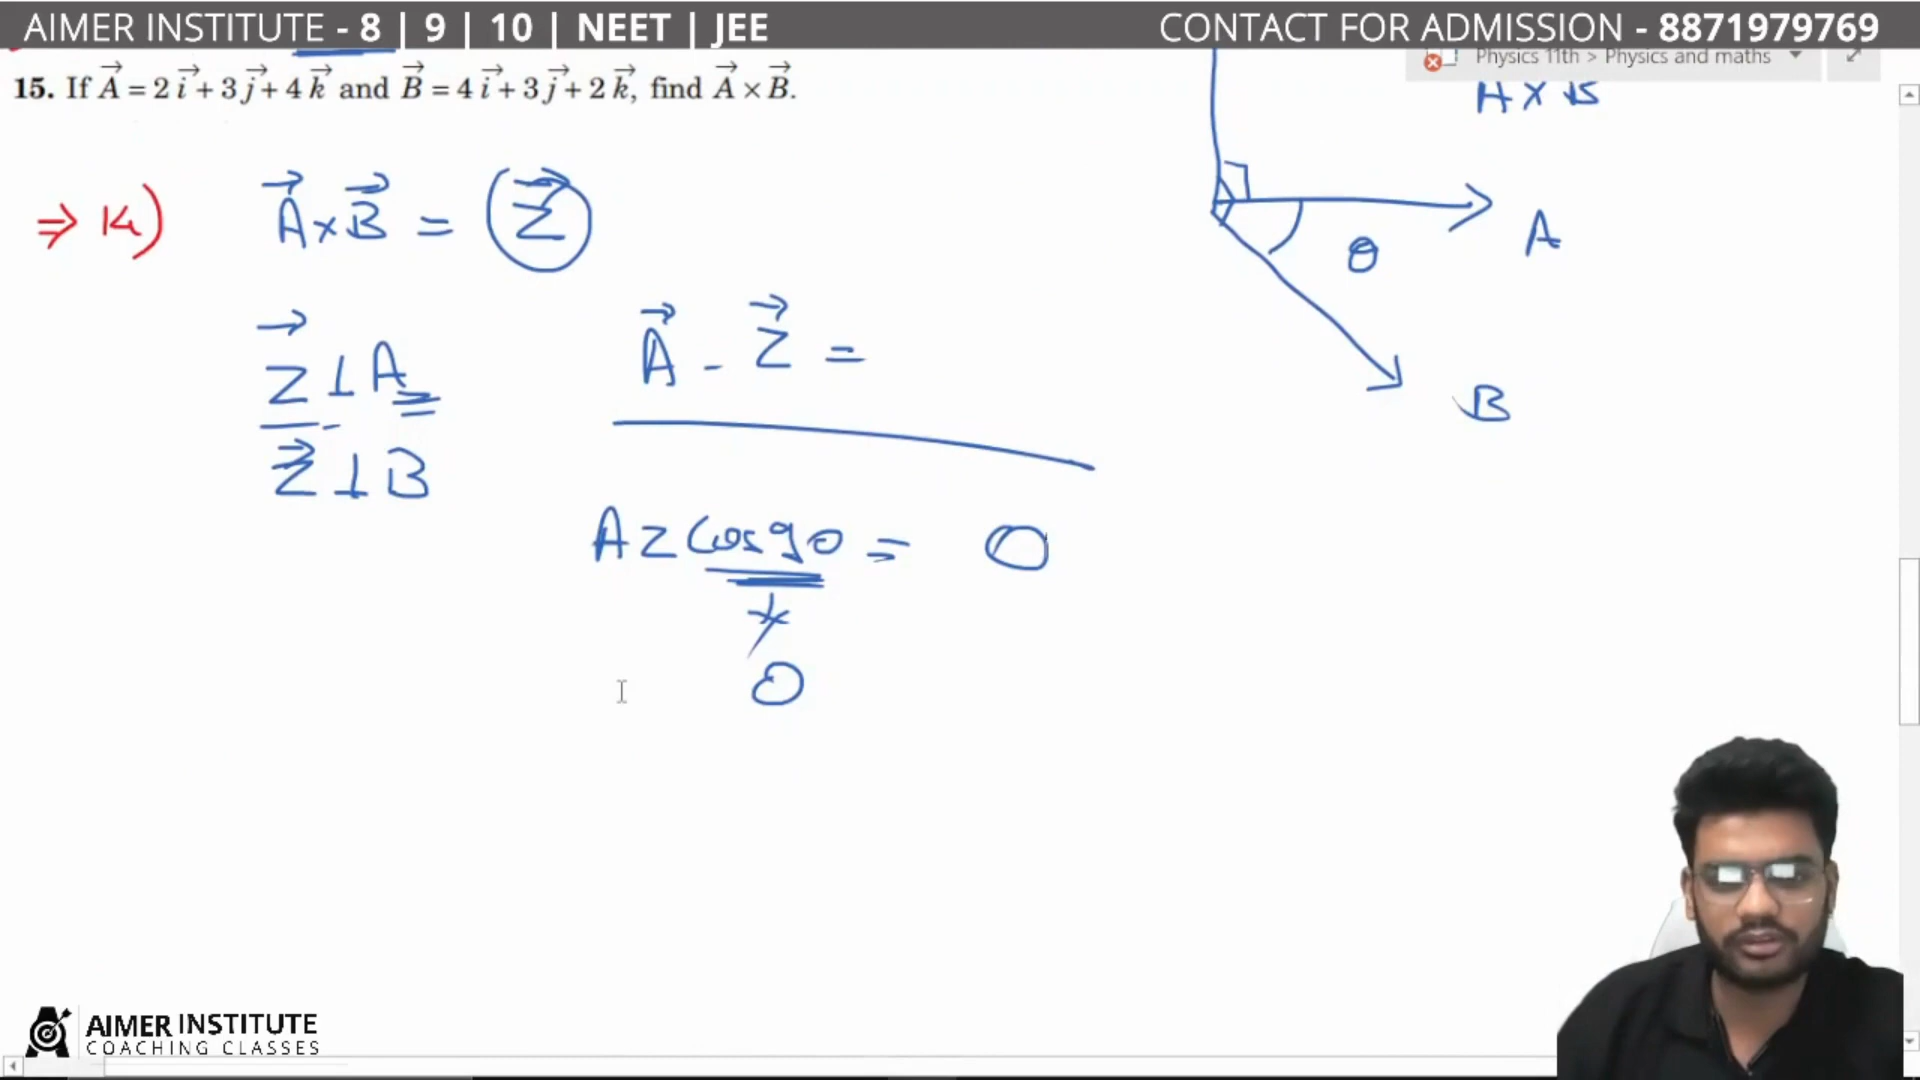 AIMER INSTITUTE - 8 | 9 | 10 | NEET | JEE
CONTACT FOR ADMISSION - 8871979769
Physics 11th > Physics and maths
15. If A⃗ = 2 i⃗ + 3 j⃗ + 4 k⃗ and B⃗ = 4 i⃗ + 3 j⃗ + 2 k⃗, find A⃗ × B⃗.
A × B
⇒ 14) A⃗ × B⃗ = Z⃗
A
θ
Z⃗ ⊥ A
A⃗ . Z⃗ =
B
Z⃗ ⊥ B
A Z cos 90 = 0
0
AIMER INSTITUTE
COACHING CLASSES